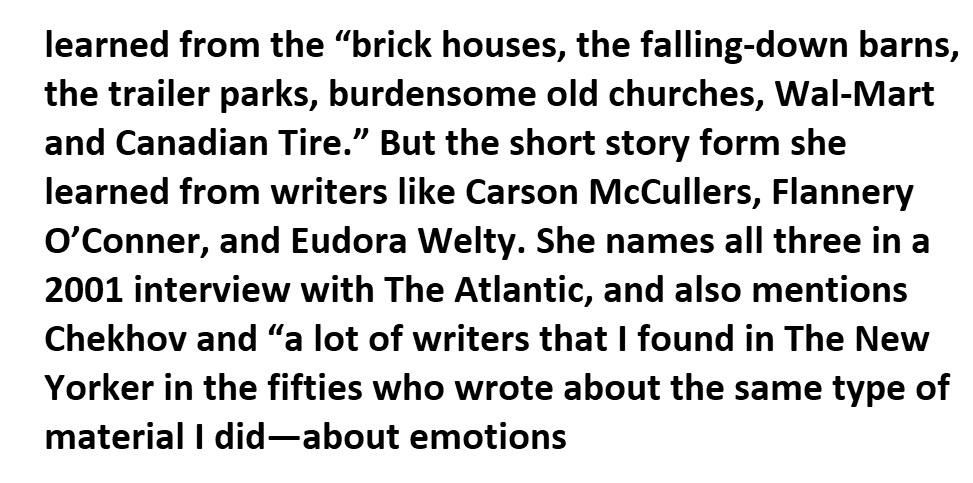 learned from the “brick houses, the falling-down barns,
the trailer parks, burdensome old churches, Wal-Mart
and Canadian Tire.” But the short story form she
learned from writers like Carson McCullers, Flannery
O’Conner, and Eudora Welty. She names all three in a
2001 interview with The Atlantic, and also mentions
Chekhov and “a lot of writers that I found in The New
Yorker in the fifties who wrote about the same type of
material I did—about emotions